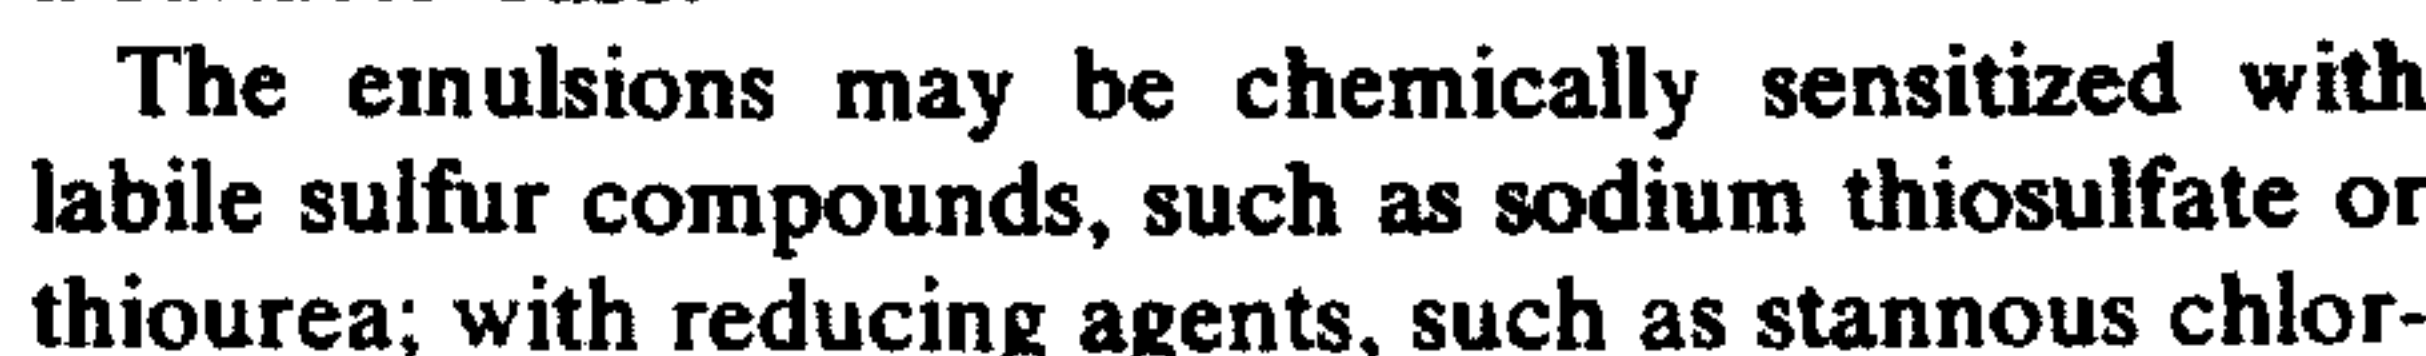 The emulsions may be chemically sensitized with
labile sulfur compounds, such as sodium thiosulfate or
thiourea; with reducing agents, such as stannous chlor-